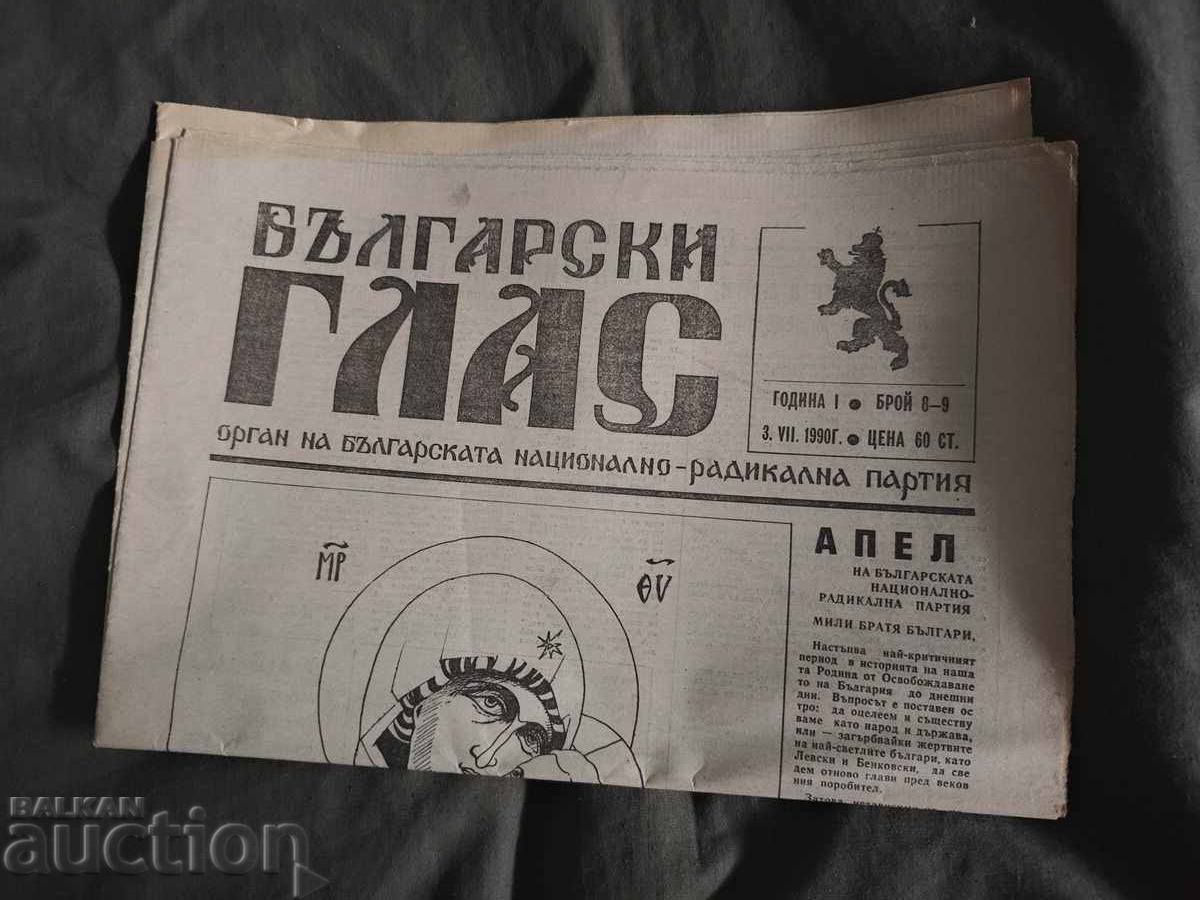 БЪЛГАРСКИ
ГЛАС
ОРГАН НА БЪЛГАРСКАТА НАЦИОНАЛНО-РАДИКАЛНА ПАРТИЯ
ГОДИНА I ● БРОЙ 8—9
3. VII. 1990Г. ● ЦЕНА 60 СТ.
МР
ΘV
АПЕЛ
НА БЪЛГАРСКАТА
НАЦИОНАЛНО-
РАДИКАЛНА ПАРТИЯ
МИЛИ БРАТЯ БЪЛГАРИ,
Настъпва най-критичният
период в историята на наша
та Родина от Освобождаване
то на България до днешни
дни. Въпросът е поставен ос
тро: да оцелеем и съществу
ваме като народ и държава,
или — загърбвайки жертвите
на най-светлите българи, като
Левски и Бенковски, да све
дем отново глави пред веков
ния поробител.
Затова
BALKAN
auction